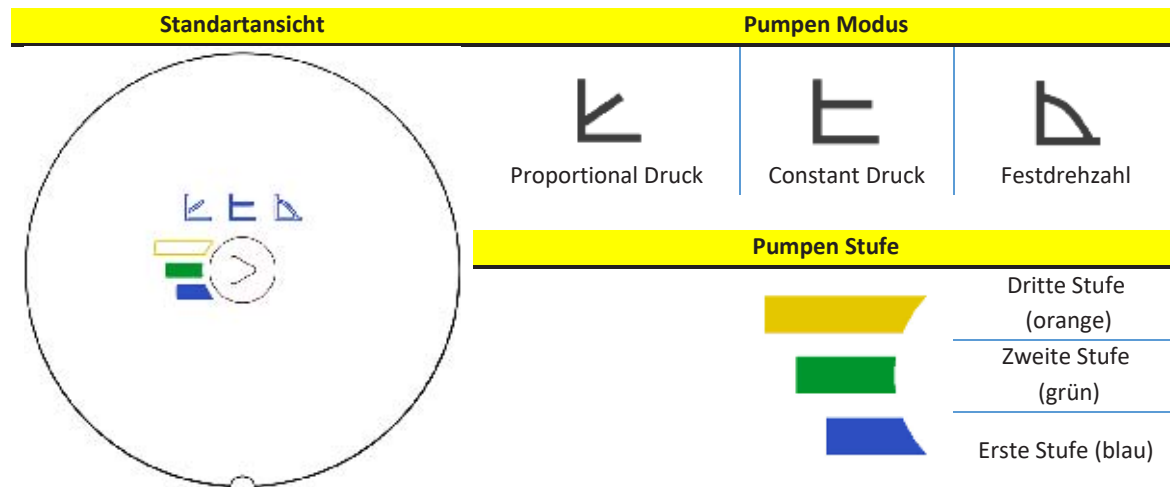 Standartansicht
Pumpen Modus
Proportional Druck
Constant Druck
Festdrehzahl
Pumpen Stufe
Dritte Stufe
(orange)
Zweite Stufe
(grün)
Erste Stufe (blau)